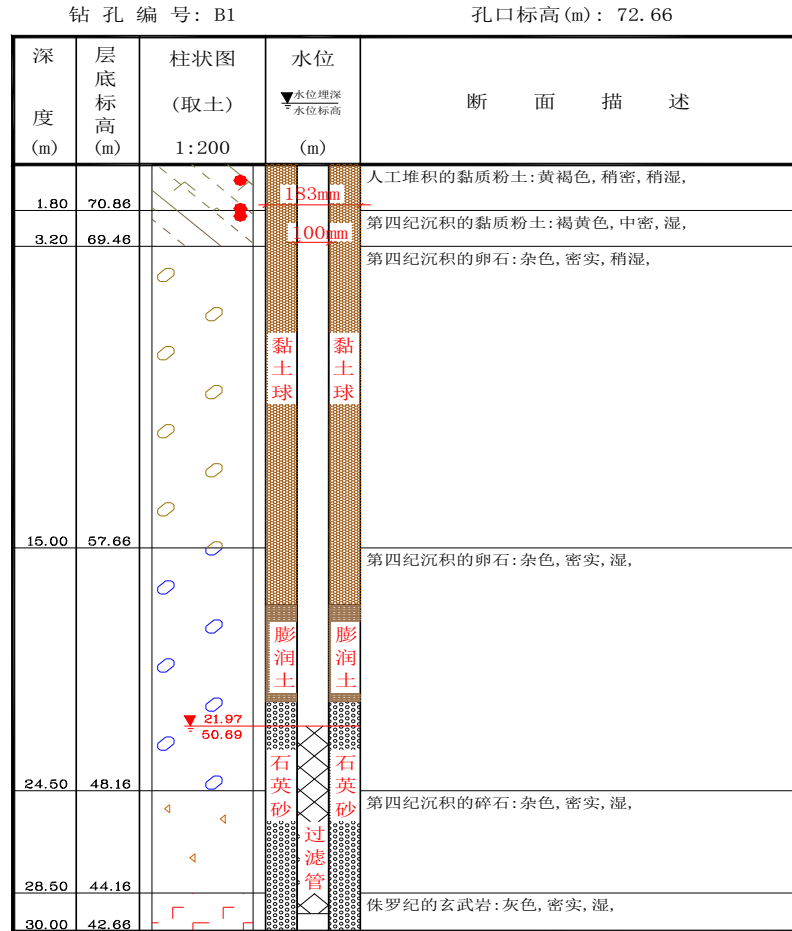 钻 孔 编 号: B1
孔口标高(m): 72.66
深度(m)
层底标高(m)
柱状图
(取土)
1:200
水位
水位埋深
水位标高
(m)
断 面 描 述
1.80 70.86
人工堆积的黏质粉土:黄褐色,稍密,稍湿,
183mm
3.20 69.46
第四纪沉积的黏质粉土:褐黄色,中密,湿,
100mm
第四纪沉积的卵石:杂色,密实,稍湿,
黏土球
黏土球
15.00 57.66
第四纪沉积的卵石:杂色,密实,湿,
膨润土
膨润土
21.97
50.69
石英砂
石英砂
24.50 48.16
第四纪沉积的碎石:杂色,密实,湿,
过滤管
28.50 44.16
侏罗纪的玄武岩:灰色,密实,湿,
30.00 42.66